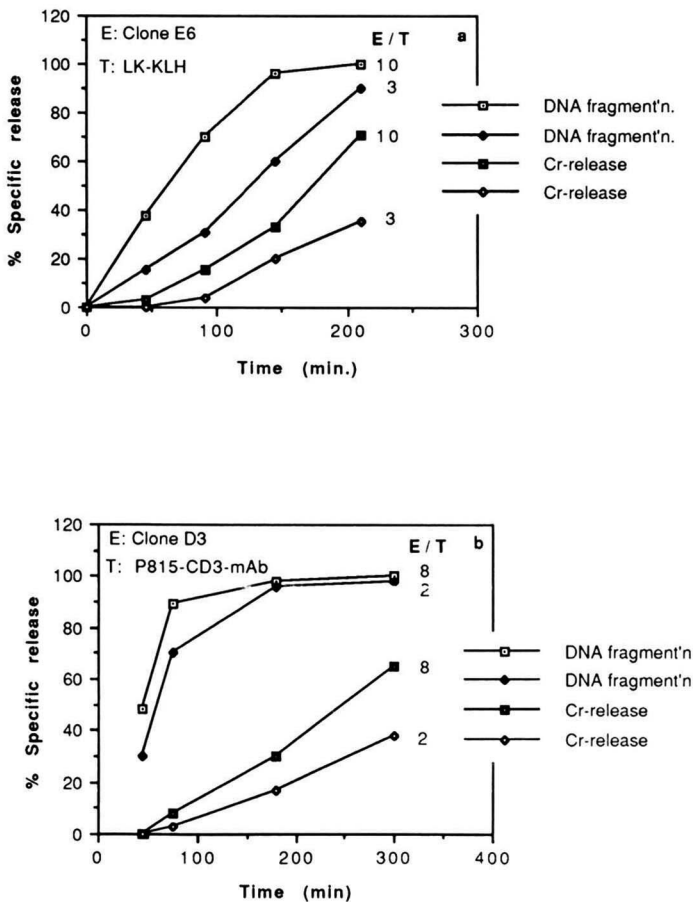 120
100
80
60
40
20
0
% Specific release
E: Clone E6
T: LK-KLH
E / T
a
10
3
10
3
0
100
200
300
Time (min.)
DNA fragment'n.
DNA fragment'n.
Cr-release
Cr-release
120
100
80
60
40
20
0
% Specific release
E: Clone D3
T: P815-CD3-mAb
E / T
b
8
2
8
2
0
100
200
300
400
Time (min)
DNA fragment'n
DNA fragment'n
Cr-release
Cr-release